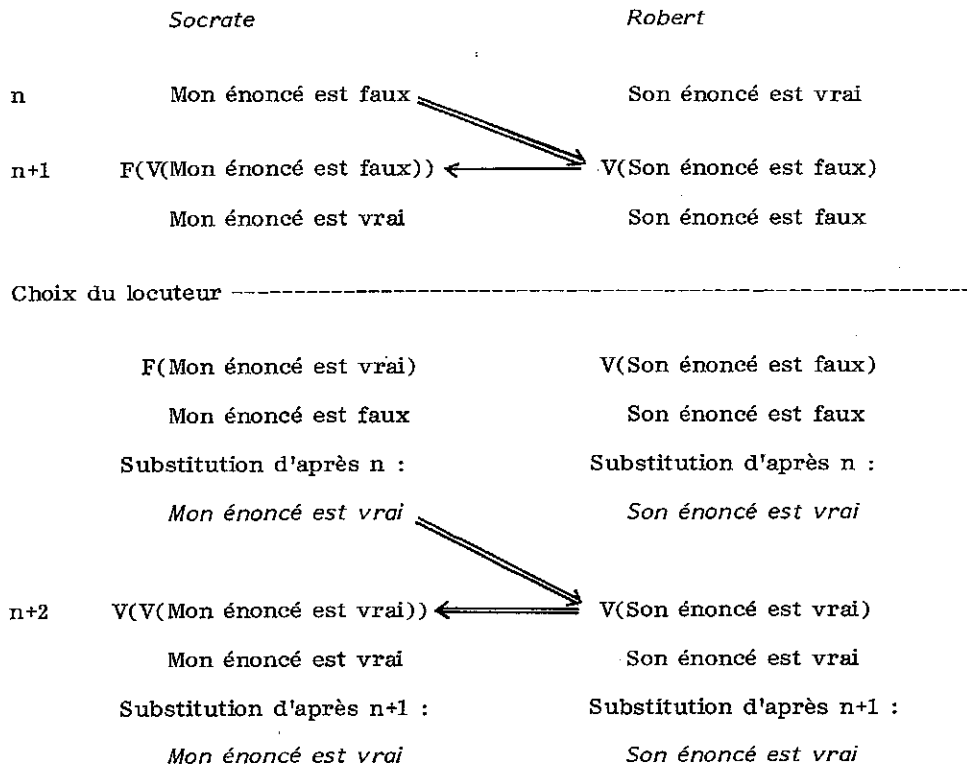 Socrate Robert
n Mon énoncé est faux Son énoncé est vrai
n+1 F(V(Mon énoncé est faux)) V(Son énoncé est faux)
Mon énoncé est vrai Son énoncé est faux
Choix du locuteur
F(Mon énoncé est vrai) V(Son énoncé est faux)
Mon énoncé est faux Son énoncé est faux
Substitution d'après n : Substitution d'après n :
Mon énoncé est vrai Son énoncé est vrai
n+2 V(V(Mon énoncé est vrai)) V(Son énoncé est vrai)
Mon énoncé est vrai Son énoncé est vrai
Substitution d'après n+1 : Substitution d'après n+1 :
Mon énoncé est vrai Son énoncé est vrai